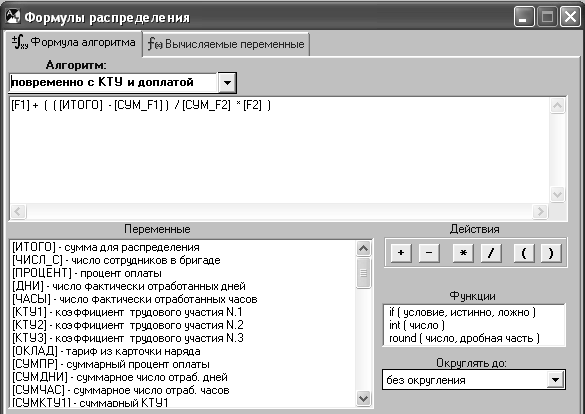 Формулы распределения
Формула алгоритма
Вычисляемые переменные
Алгоритм:
повременно с КТУ и доплатой
[F1] + ( ( [ИТОГО] - [СУМ_F1] ) / [СУМ_F2] * [F2] )
Переменные
[ИТОГО] - сумма для распределения
[ЧИСЛ_С] - число сотрудников в бригаде
[ПРОЦЕНТ] - процент оплаты
[ДНИ] - число фактически отработанных дней
[ЧАСЫ] - число фактически отработанных часов
[КТУ1] - коэффициент трудового участия N.1
[КТУ2] - коэффициент трудового участия N.2
[КТУ3] - коэффициент трудового участия N.3
[ОКЛАД] - тариф из карточки наряда
[СУМПР] - суммарный процент оплаты
[СУМДНИ] - суммарное число отраб. дней
[СУМЧАС] - суммарное число отраб. часов
[СУМКТУ1] - суммарный КТУ1
Действия
+ - * / ( )
Функции
if ( условие, истинно, ложно )
int ( число )
round ( число, дробная часть )
Округлять до:
без округления